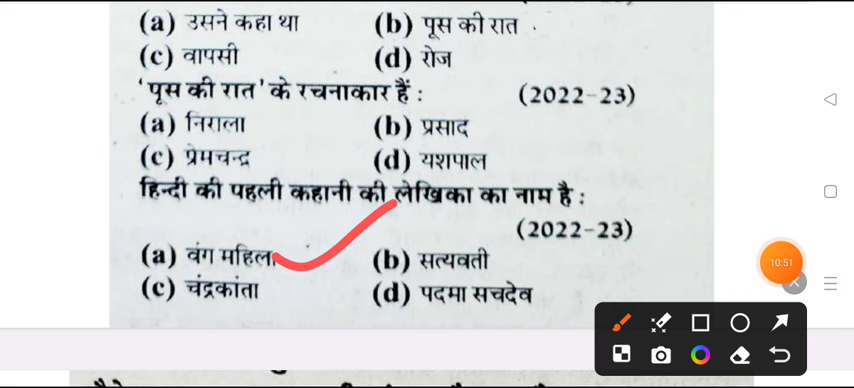 (a) उसने कहा था (b) पूस की रात .
(c) वापसी (d) रोज
'पूस की रात' के रचनाकार हैं : (2022-23)
(a) निराला (b) प्रसाद
(c) प्रेमचन्द्र (d) यशपाल
हिन्दी की पहली कहानी की लेखिका का नाम है :
(2022-23)
(a) वंग महिला (b) सत्यवती
(c) चंद्रकांता (d) पदमा सचदेव
10:51